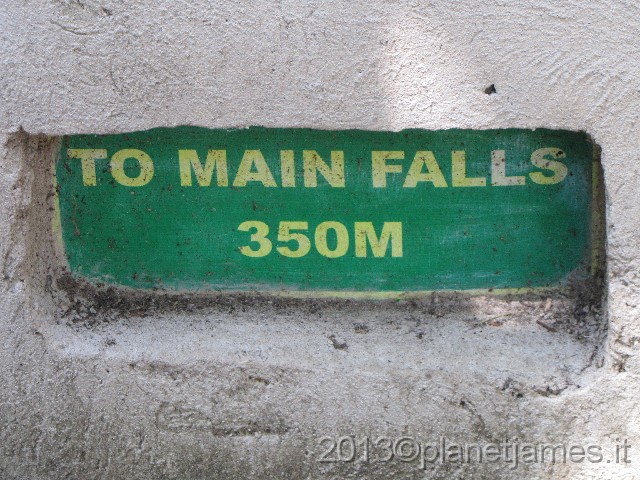 TO MAIN FALLS
350M
2013©planetjames.it